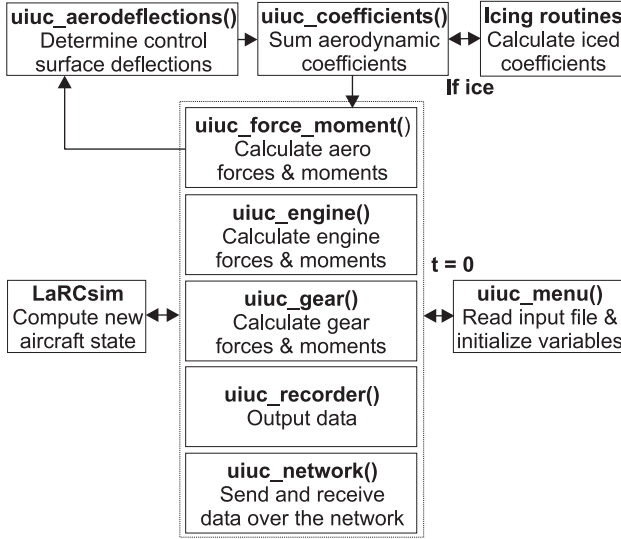 uiuc_aerodeflections()
Determine control
surface deflections
uiuc_coefficients()
Sum aerodynamic
coefficients
Icing routines
Calculate iced
coefficients
If ice
uiuc_force_moment()
Calculate aero
forces & moments
uiuc_engine()
Calculate engine
forces & moments
t = 0
LaRCsim
Compute new
aircraft state
uiuc_gear()
Calculate gear
forces & moments
uiuc_menu()
Read input file &
initialize variables
uiuc_recorder()
Output data
uiuc_network()
Send and receive
data over the network